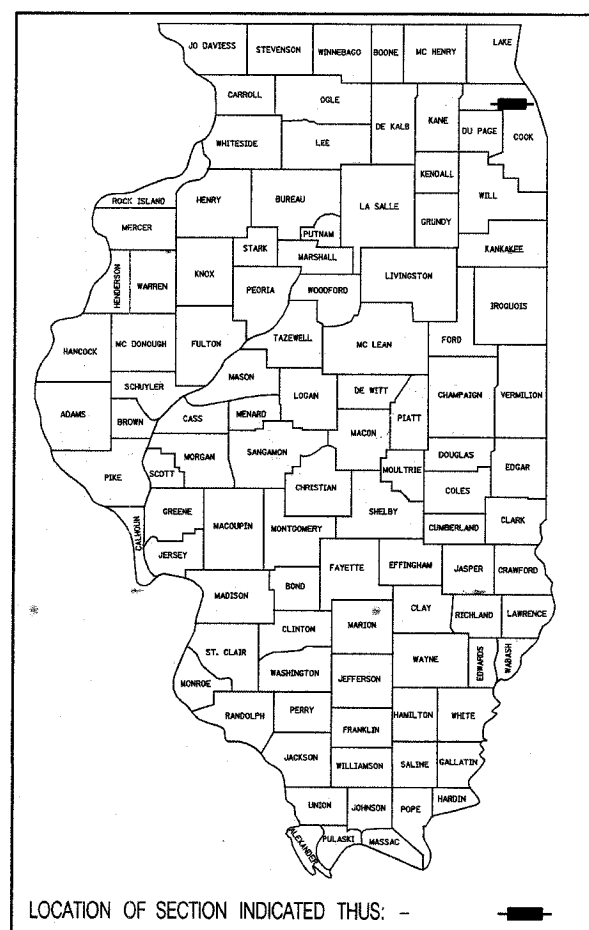 JO DAVIESS STEVENSON WINNEBAGO BOONE MC HENRY LAKE
CARROLL OGLE DE KALB KANE DU PAGE COOK
WHITESIDE LEE
KENDALL
ROCK ISLAND HENRY BUREAU LA SALLE WILL
MERCER PUTNAM GRUNDY
STARK MARSHALL KANKAKEE
HENDERSON WARREN KNOX PEORIA WOODFORD LIVINGSTON IROQUOIS
HANCOCK MC DONOUGH FULTON TAZEWELL MC LEAN FORD
MASON
SCHUYLER LOGAN DE WITT CHAMPAIGN VERMILION
ADAMS BROWN CASS MENARD PIATT
MACON
PIKE SCOTT MORGAN SANGAMON MOULTRIE DOUGLAS EDGAR
CHRISTIAN COLES
GREENE MACOUPIN MONTGOMERY SHELBY CUMBERLAND CLARK
CALHOUN JERSEY
FAYETTE EFFINGHAM JASPER CRAWFORD
MADISON BOND
CLINTON MARION CLAY RICHLAND LAWRENCE
ST. CLAIR WAYNE EDWARDS WABASH
WASHINGTON JEFFERSON
MONROE
RANDOLPH PERRY HAMILTON WHITE
FRANKLIN
JACKSON WILLIAMSON SALINE GALLATIN
UNION JOHNSON POPE HARDIN
ALEXANDER PULASKI MASSAC
LOCATION OF SECTION INDICATED THUS: -